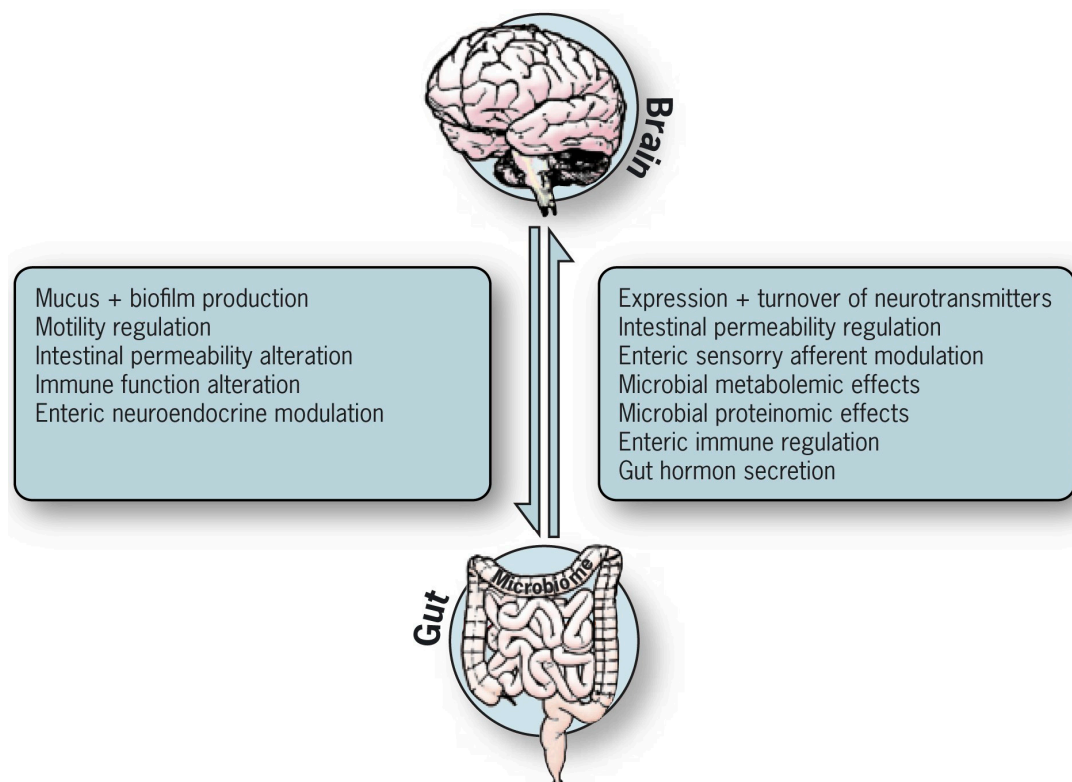 Brain
Mucus + biofilm production
Motility regulation
Intestinal permeability alteration
Immune function alteration
Enteric neuroendocrine modulation
Expression + turnover of neurotransmitters
Intestinal permeability regulation
Enteric sensorry afferent modulation
Microbial metabolemic effects
Microbial proteinomic effects
Enteric immune regulation
Gut hormon secretion
Microbiome
Gut